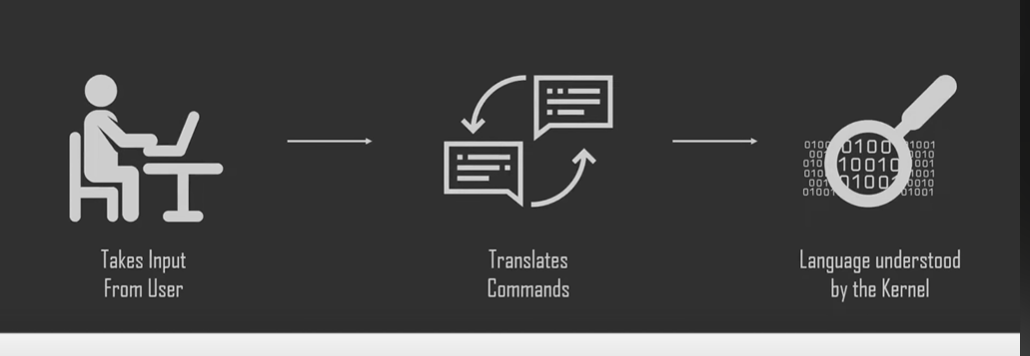 Takes Input
From User
Translates
Commands
Language understood
by the Kernel